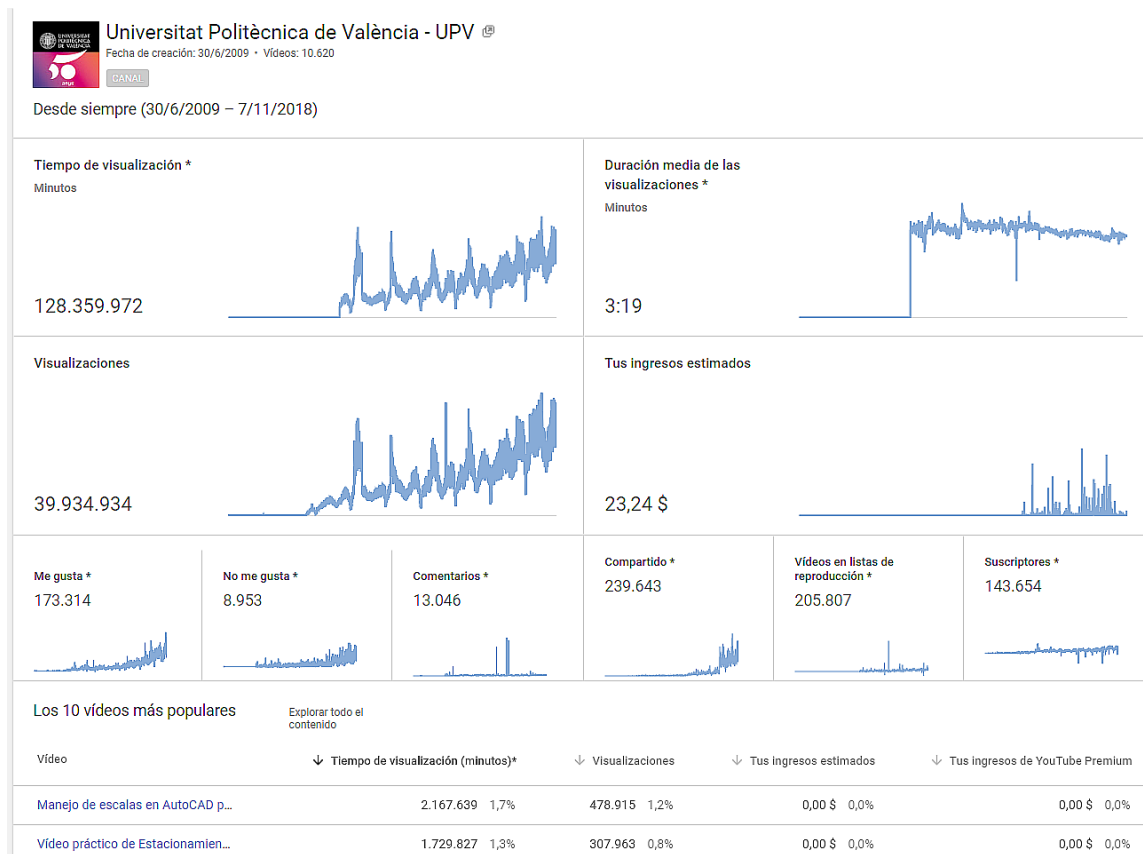 UNIVERSITAT
POLITÈCNICA
DE VALÈNCIA
Universitat Politècnica de València - UPV
Fecha de creación: 30/6/2009 • Vídeos: 10.620
CANAL
Desde siempre (30/6/2009 – 7/11/2018)
Tiempo de visualización *
Minutos
128.359.972
Duración media de las
visualizaciones *
Minutos
3:19
Visualizaciones
39.934.934
Tus ingresos estimados
23,24 $
Me gusta *
173.314
No me gusta *
8.953
Comentarios *
13.046
Compartido *
239.643
Vídeos en listas de
reproducción *
205.807
Suscriptores *
143.654
Los 10 vídeos más populares
Explorar todo el
contenido
Vídeo
Tiempo de visualización (minutos)*
Visualizaciones
Tus ingresos estimados
Tus ingresos de YouTube Premium
Manejo de escalas en AutoCAD p... 2.167.639 1,7% 478.915 1,2% 0,00 $ 0,0% 0,00 $ 0,0%
Vídeo práctico de Estacionamien... 1.729.827 1,3% 307.963 0,8% 0,00 $ 0,0% 0,00 $ 0,0%